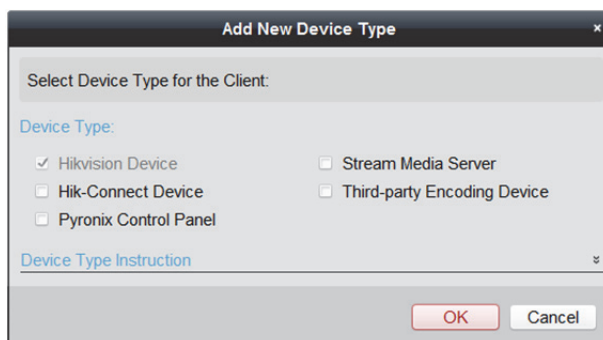 Add New Device Type
Select Device Type for the Client:
Device Type:
Hikvision Device
Stream Media Server
Hik-Connect Device
Third-party Encoding Device
Pyronix Control Panel
Device Type Instruction
OK
Cancel